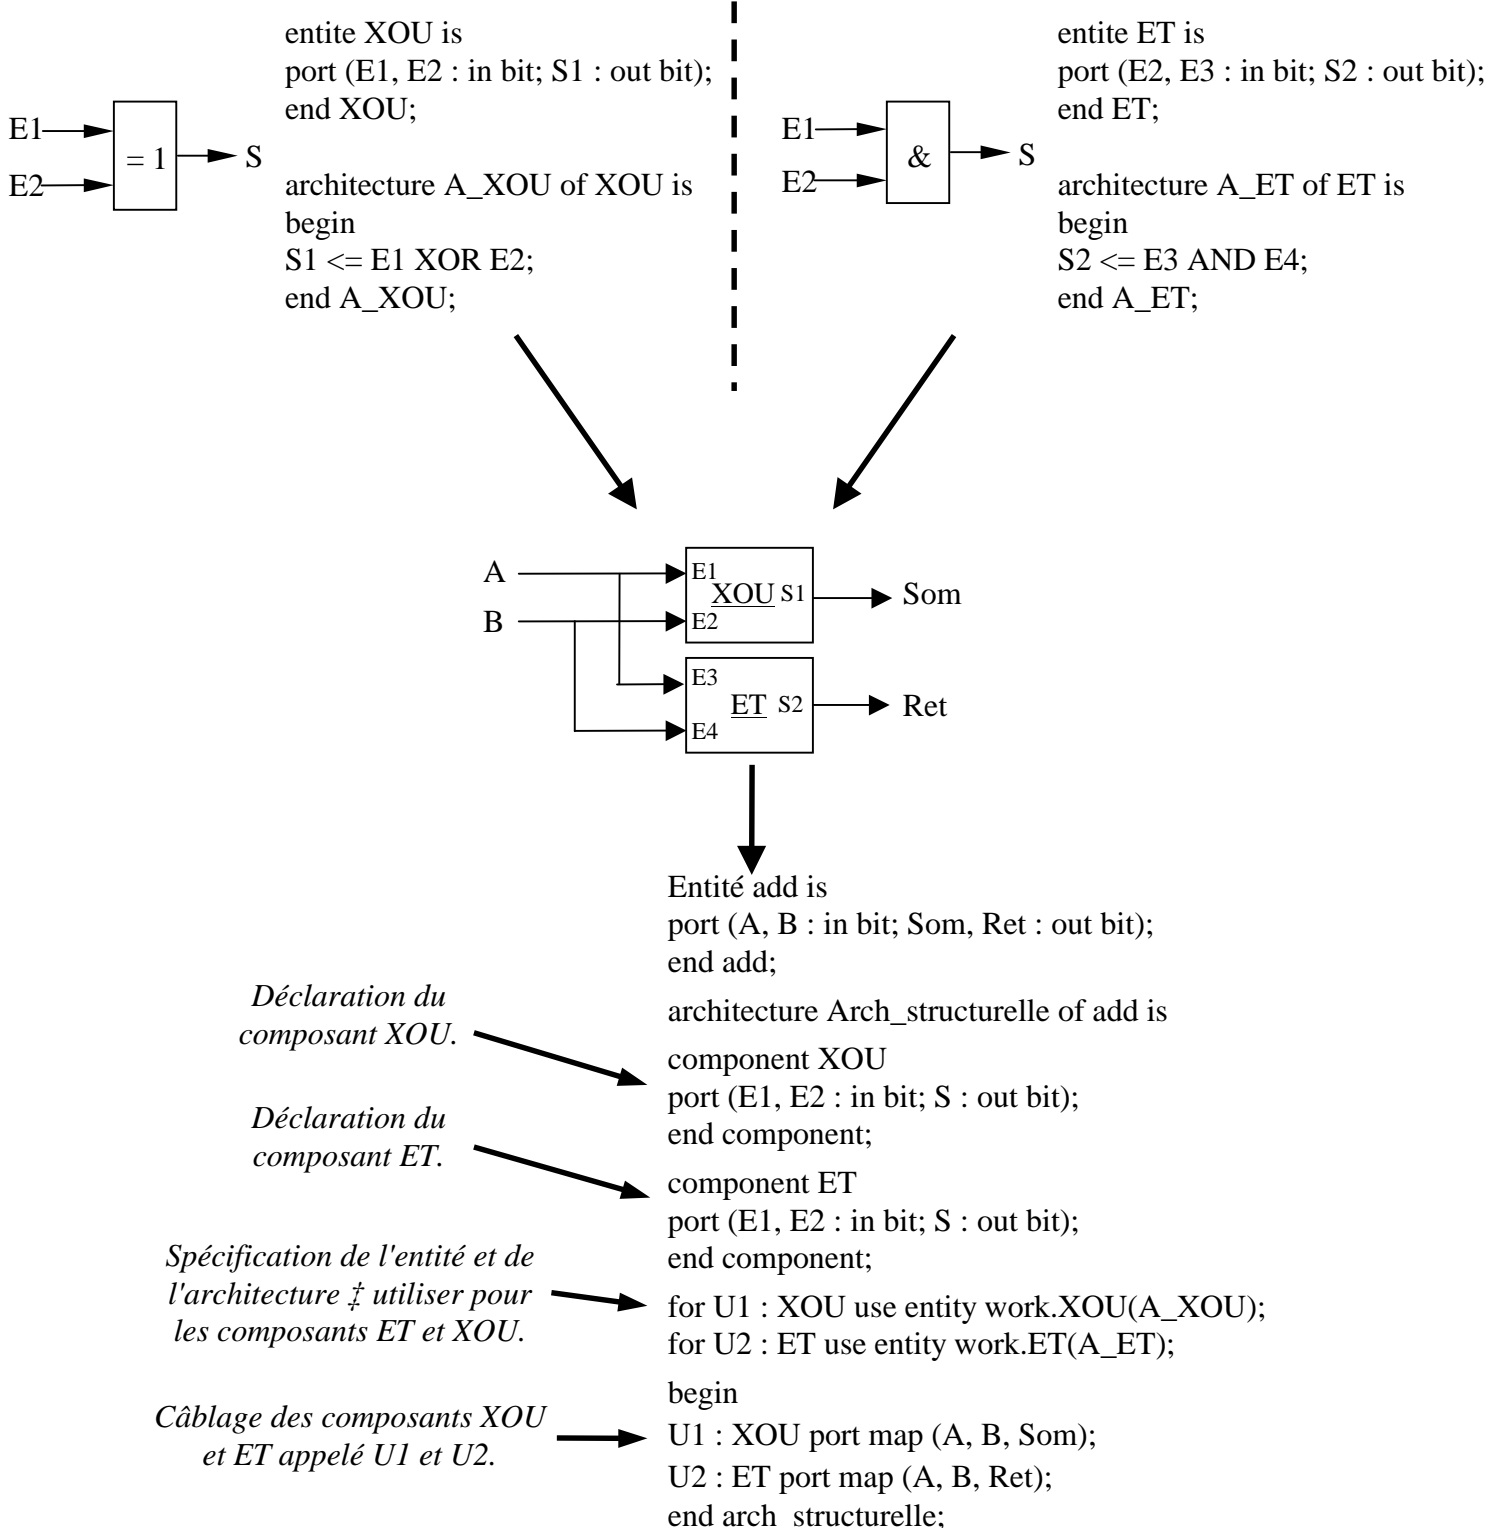 entite XOU is
port (E1, E2 : in bit; S1 : out bit);
end XOU;
E1
E2
= 1
S
architecture A_XOU of XOU is
begin
S1 <= E1 XOR E2;
end A_XOU;
entite ET is
port (E2, E3 : in bit; S2 : out bit);
end ET;
E1
E2
&
S
architecture A_ET of ET is
begin
S2 <= E3 AND E4;
end A_ET;
A
B
E1
XOU S1
E2
Som
E3
ET S2
E4
Ret
Entité add is
port (A, B : in bit; Som, Ret : out bit);
end add;
Déclaration du
composant XOU.
architecture Arch_structurelle of add is
component XOU
port (E1, E2 : in bit; S : out bit);
end component;
Déclaration du
composant ET.
component ET
port (E1, E2 : in bit; S : out bit);
end component;
Spécification de l'entité et de
l'architecture ‡ utiliser pour
les composants ET et XOU.
for U1 : XOU use entity work.XOU(A_XOU);
for U2 : ET use entity work.ET(A_ET);
Câblage des composants XOU
et ET appelé U1 et U2.
begin
U1 : XOU port map (A, B, Som);
U2 : ET port map (A, B, Ret);
end arch_structurelle;